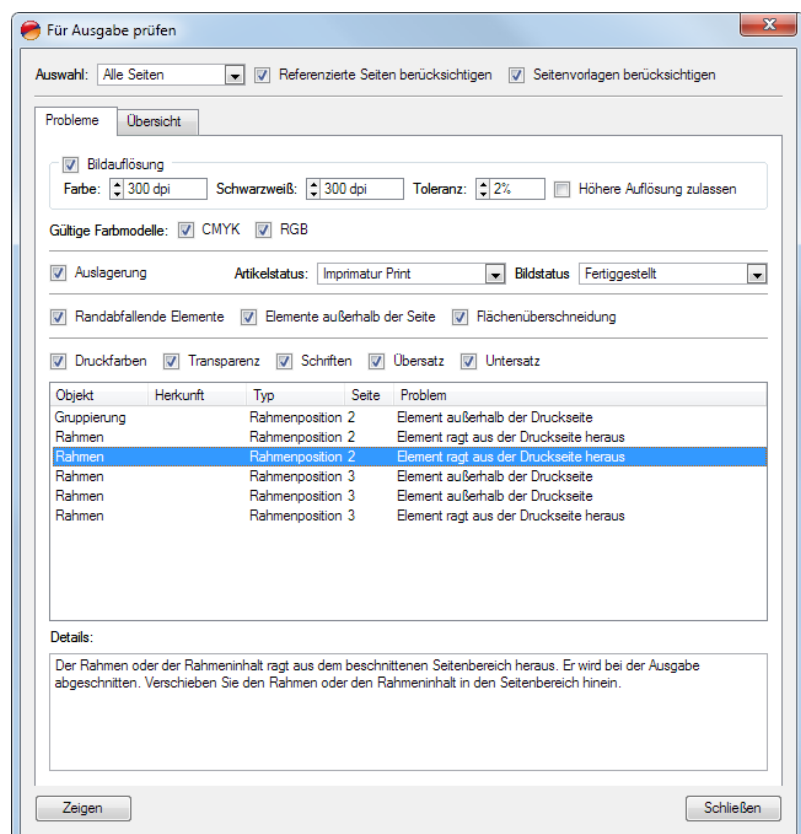 Für Ausgabe prüfen
Auswahl: Alle Seiten Referenzierte Seiten berücksichtigen Seitenvorlagen berücksichtigen
Probleme Übersicht
Bildauflösung
Farbe: 300 dpi Schwarzweiß: 300 dpi Toleranz: 2% Höhere Auflösung zulassen
Gültige Farbmodelle: CMYK RGB
Auslagerung Artikelstatus: Imprimatur Print Bildstatus Fertiggestellt
Randabfallende Elemente Elemente außerhalb der Seite Flächenüberschneidung
Druckfarben Transparenz Schriften Übersatz Untersatz
Objekt Herkunft Typ Seite Problem
Gruppierung Rahmenposition 2 Element außerhalb der Druckseite
Rahmen Rahmenposition 2 Element ragt aus der Druckseite heraus
Rahmen Rahmenposition 2 Element ragt aus der Druckseite heraus
Rahmen Rahmenposition 3 Element außerhalb der Druckseite
Rahmen Rahmenposition 3 Element außerhalb der Druckseite
Rahmen Rahmenposition 3 Element ragt aus der Druckseite heraus
Details:
Der Rahmen oder der Rahmeninhalt ragt aus dem beschnittenen Seitenbereich heraus. Er wird bei der Ausgabe
abgeschnitten. Verschieben Sie den Rahmen oder den Rahmeninhalt in den Seitenbereich hinein.
Zeigen Schließen